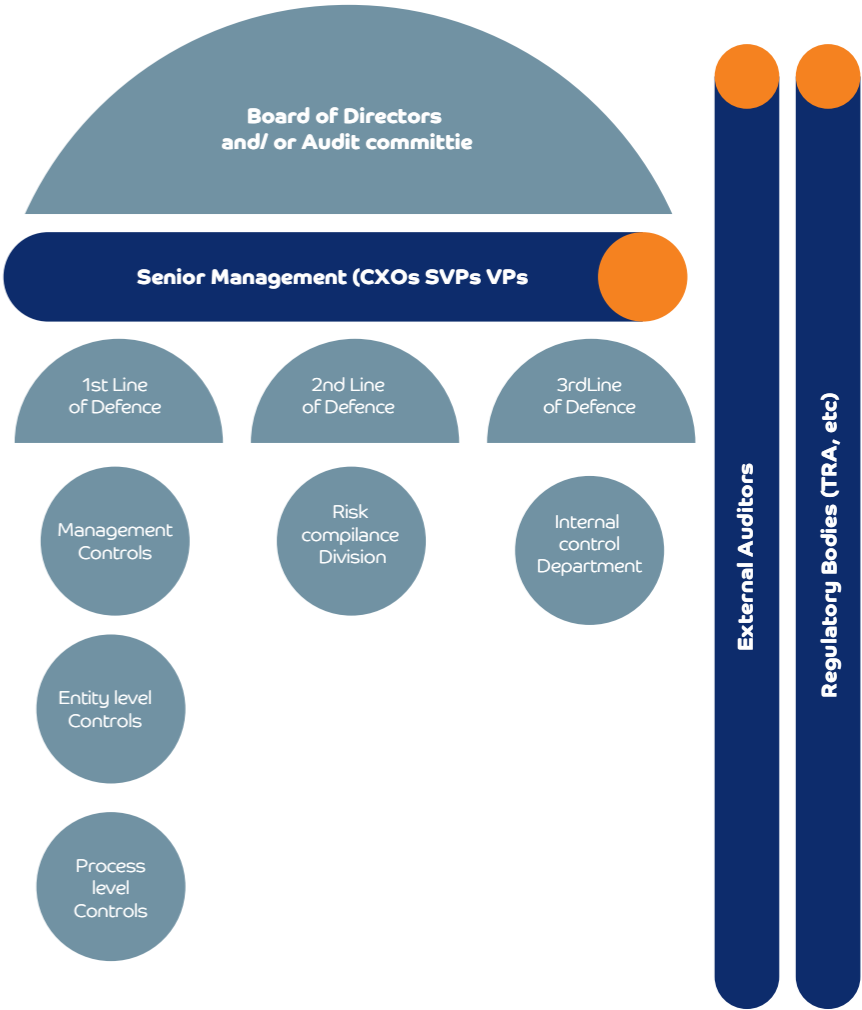 Board of Directors
and/ or Audit committie
Senior Management (CXOs SVPs VPs
1st Line
of Defence
2nd Line
of Defence
3rdLine
of Defence
Management
Controls
Risk
compilance
Division
Internal
control
Department
Entity level
Controls
Process
level
Controls
External Auditors
Regulatory Bodies (TRA, etc)